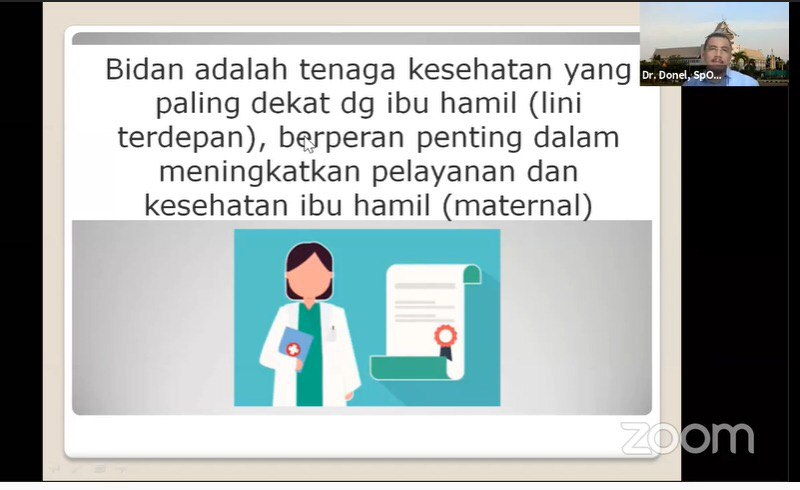 Bidan adalah tenaga kesehatan yang
paling dekat dg ibu hamil (lini
terdepan), berperan penting dalam
meningkatkan pelayanan dan
kesehatan ibu hamil (maternal)
Dr. Donel, SpO...
zoom